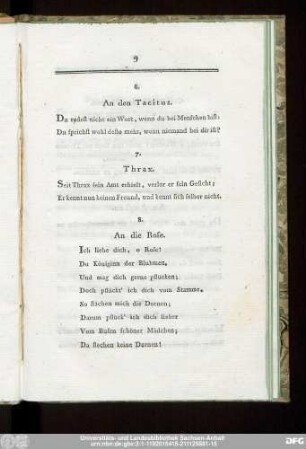 9
6.
An den Tacitus.
Du redest nicht ein Wort, wenn du bei Menschen bist:
Du sprichst wohl desto mehr, wenn niemand bei dir ist?
7.
Thrax.
Seit Thrax sein Amt erhielt, verlor er sein Gesicht;
Er kennt nun keinen Freund, und kennt sich selber nicht.
8.
An die Rose.
Ich liebe dich, o Rose!
Du Königinn der Bluhmen,
Und mag dich gerne pflücken;
Doch pflück' ich dich vom Stamme,
So stechen mich die Dornen;
Darum pflück' ich dich lieber
Vom Busen schöner Mädchen;
Da stechen keine Dornen!
Universitäts- und Landesbibliothek Sachsen-Anhalt
DFG